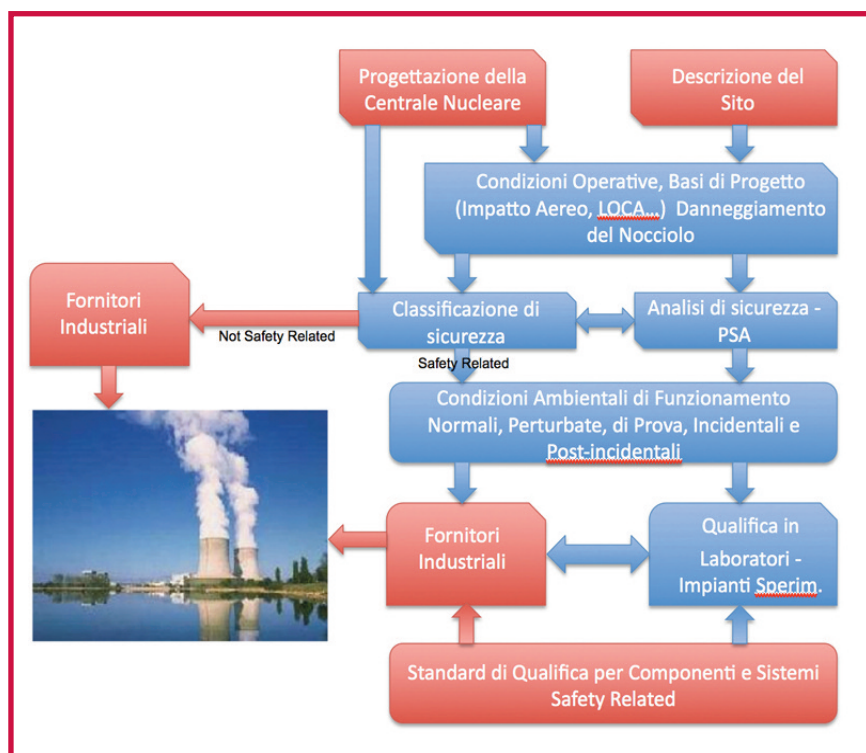 Progettazione della
Centrale Nucleare
Descrizione del
Sito
Condizioni Operative, Basi di Progetto
(Impatto Aereo, LOCA...) Danneggiamento
del Nocciolo
Fornitori
Industriali
Not Safety Related
Classificazione di
sicurezza
Analisi di sicurezza -
PSA
Safety Related
Condizioni Ambientali di Funzionamento
Normali, Perturbate, di Prova, Incidentali e
Post-incidentali
Fornitori
Industriali
Qualifica in
Laboratori -
Impianti Sperim.
Standard di Qualifica per Componenti e Sistemi
Safety Related